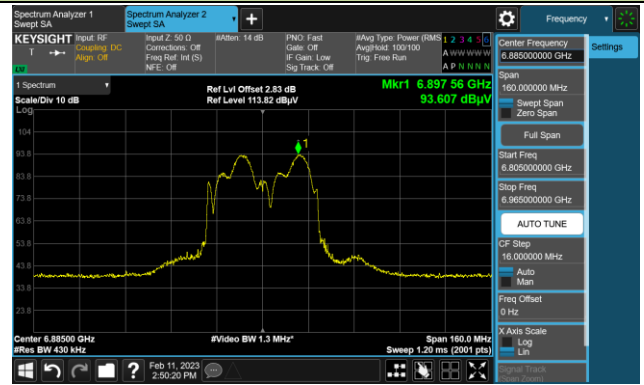 Spectrum Analyzer 1
Swept SA
Spectrum Analyzer 2
Swept SA
+
Frequency
KEYSIGHT
Input: RF
Coupling: DC
Align: Off
Input Z: 50 Ω
Corrections: Off
Freq Ref: Int (S)
NFE: Off
#Atten: 14 dB
PNO: Fast
Gate: Off
IF Gain: Low
Sig Track: Off
#Avg Type: Power (RMS
Avg|Hold: 100/100
Trig: Free Run
1 2 3 4 5 6
A W W W W W
A P N N N N
T
1 Spectrum
Scale/Div 10 dB
Log
Ref Lvl Offset 2.83 dB
Ref Level 113.82 dBµV
Mkr1 6.897 56 GHz
93.607 dBµV
104
93.8
83.8
73.8
63.8
53.8
43.8
33.8
23.8
1
Center 6.88500 GHz
#Res BW 430 kHz
#Video BW 1.3 MHz*
Span 160.0 MHz
Sweep 1.20 ms (2001 pts)
Feb 11, 2023
2:50:20 PM
?
Center Frequency
6.885000000 GHz
Settings
Span
160.000000 MHz
Swept Span
Zero Span
Full Span
Start Freq
6.805000000 GHz
Stop Freq
6.965000000 GHz
AUTO TUNE
CF Step
16.000000 MHz
Auto
Man
Freq Offset
0 Hz
X Axis Scale
Log
Lin
Signal Track
(Span Zoom)